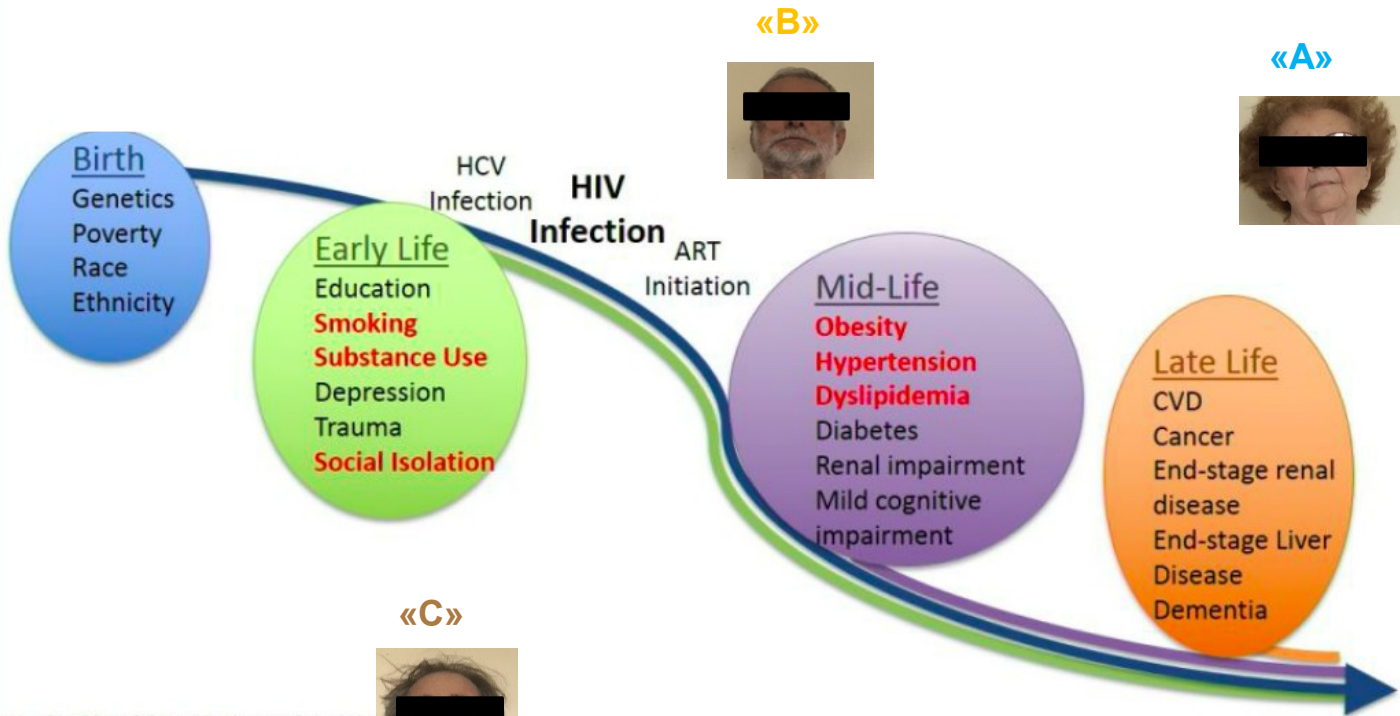 «B»
«A»
Birth
Genetics
Poverty
Race
Ethnicity
HCV
Infection
HIV
Infection
ART
Initiation
Early Life
Education
Smoking
Substance Use
Depression
Trauma
Social Isolation
Mid-Life
Obesity
Hypertension
Dyslipidemia
Diabetes
Renal impairment
Mild cognitive
impairment
Late Life
CVD
Cancer
End-stage renal
disease
End-stage Liver
Disease
Dementia
«C»